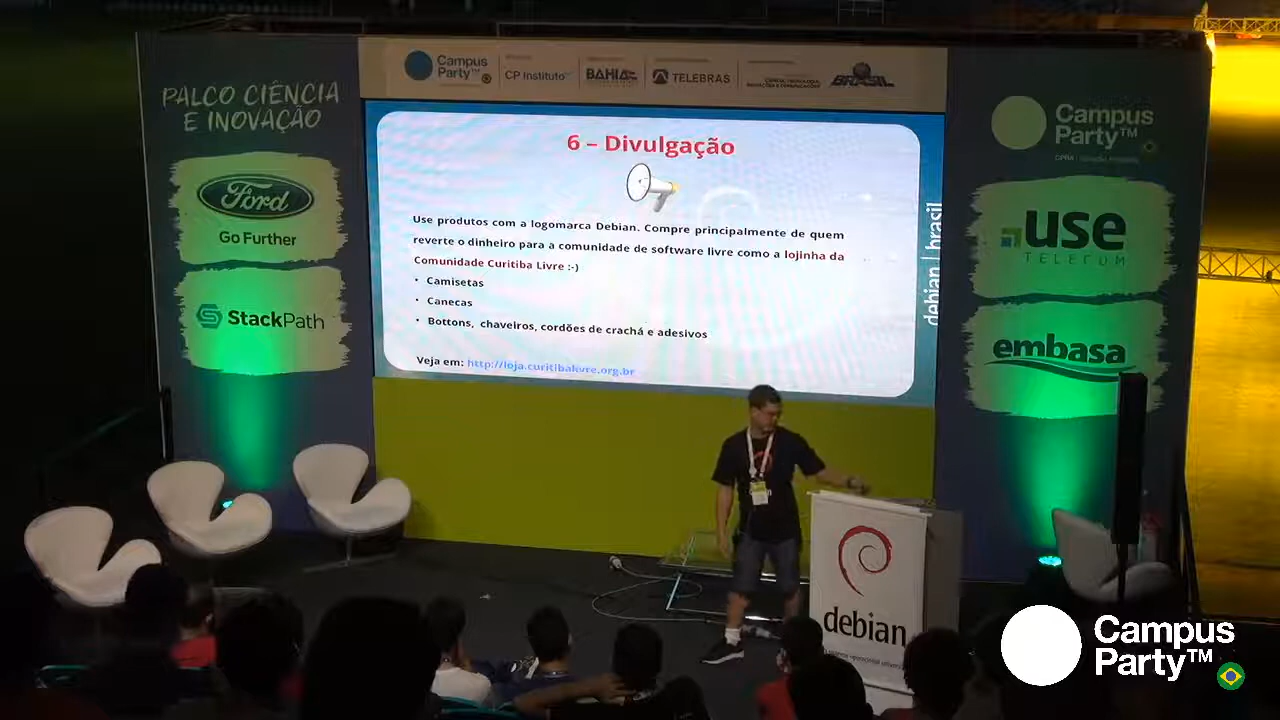 PALCO CIÊNCIA
E INOVAÇÃO
Ford
Go Further
StackPath
Campus
Party™
CP Instituto
BAHIA
TELEBRAS
BRASIL
6 – Divulgação
Use produtos com a logomarca Debian. Compre principalmente de quem
reverte o dinheiro para a comunidade de software livre como a lojinha da
Comunidade Curitiba Livre :-)
• Camisetas
• Canecas
• Bottons, chaveiros, cordões de crachá e adesivos
Veja em: http://loja.curitibalivre.org.br
debian | brasil
Campus
Party™
use
TELECOM
embasa
debian
Campus
Party™